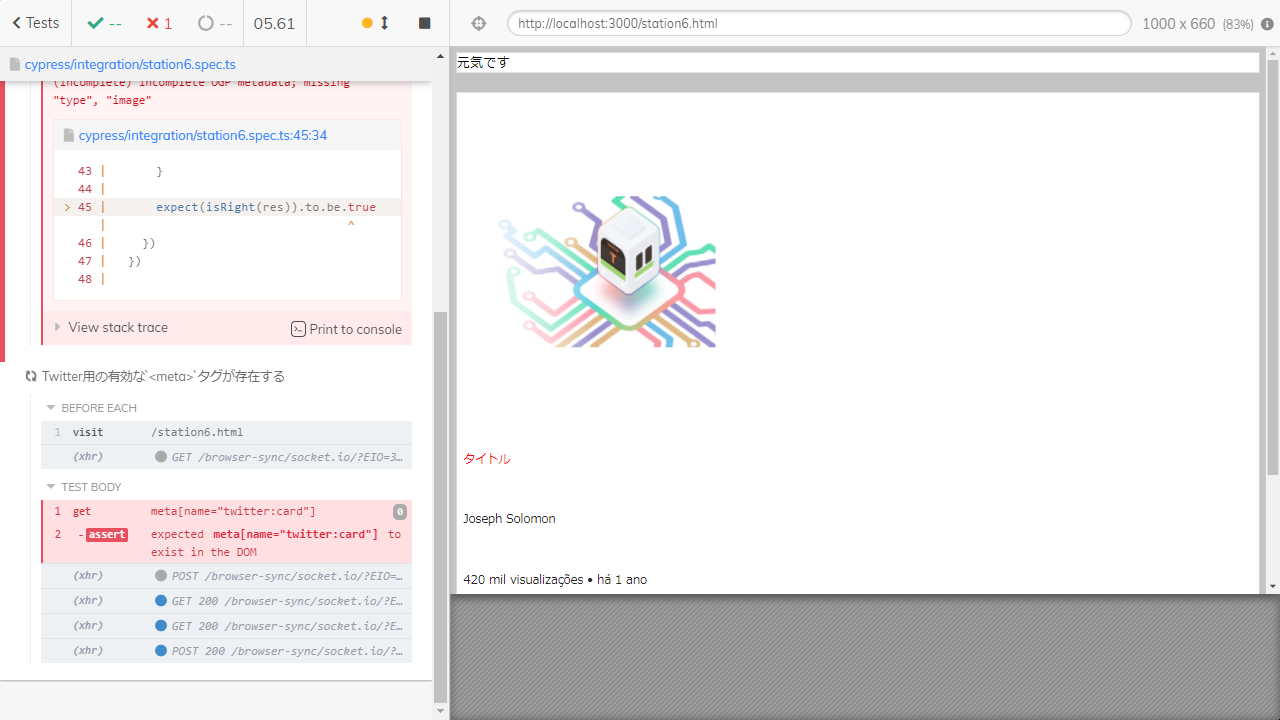 Tests
--
1
--
05.61
http://localhost:3000/station6.html
1000 x 660 (83%)
cypress/integration/station6.spec.ts
(incomplete) incomplete OGP metadata; missing
"type", "image"
cypress/integration/station6.spec.ts:45:34
43 | }
44 |
> 45 | expect(isRight(res)).to.be.true
| ^
46 | })
47 | })
48 |
View stack trace
Print to console
Twitter用の有効な`<meta>`タグが存在する
BEFORE EACH
1 visit /station6.html
(xhr) GET /browser-sync/socket.io/?EIO=3…
TEST BODY
1 get meta[name="twitter:card"] 0
2 -assert expected meta[name="twitter:card"] to
exist in the DOM
(xhr) POST /browser-sync/socket.io/?EIO=…
(xhr) GET 200 /browser-sync/socket.io/?E…
(xhr) GET 200 /browser-sync/socket.io/?E…
(xhr) POST 200 /browser-sync/socket.io/?…
元気です
T
タイトル
Joseph Solomon
420 mil visualizações • há 1 ano